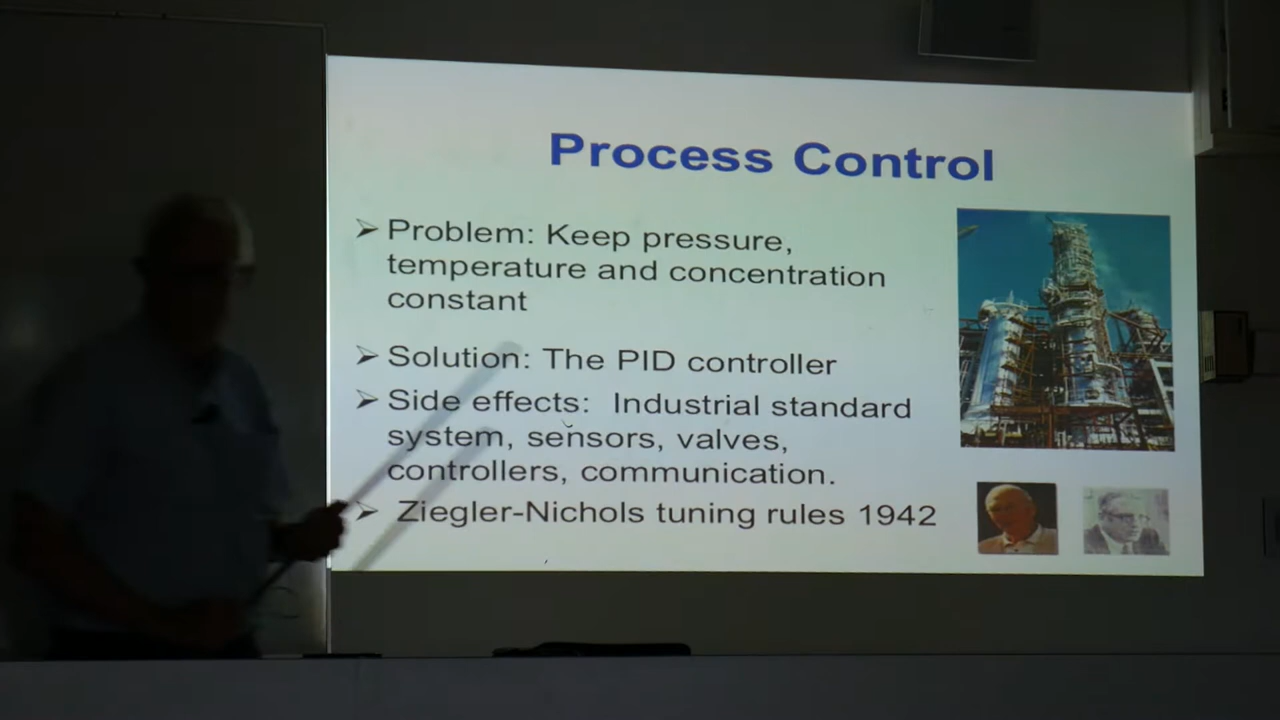 Process Control
➢ Problem: Keep pressure,
temperature and concentration
constant
➢ Solution: The PID controller
➢ Side effects: Industrial standard
system, sensors, valves,
controllers, communication.
➢ Ziegler-Nichols tuning rules 1942